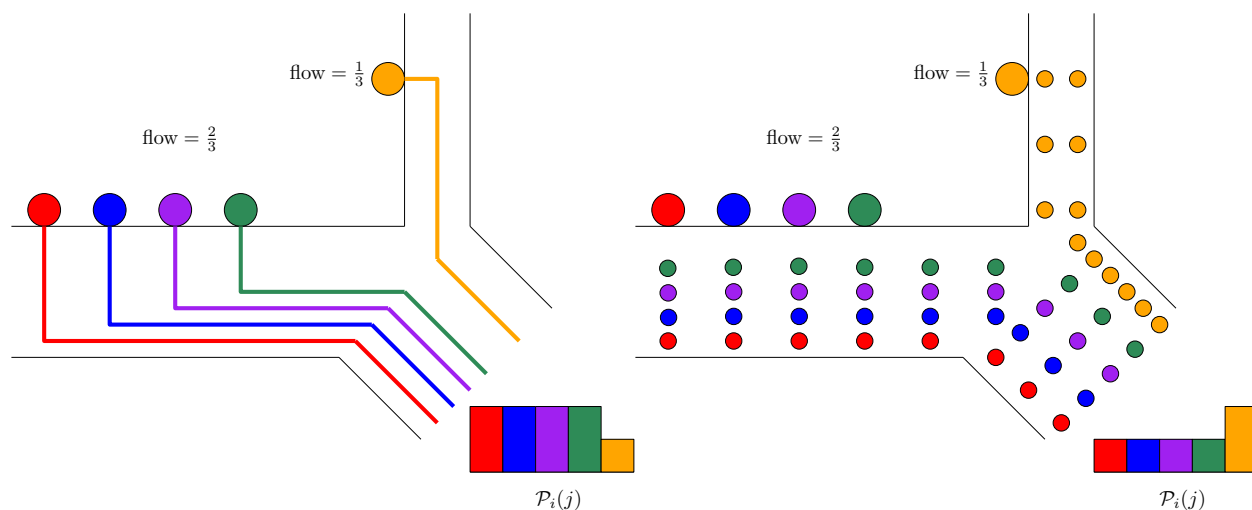 flow = 1/3
flow = 2/3
𝒫ᵢ(j)
flow = 1/3
flow = 2/3
𝒫ᵢ(j)